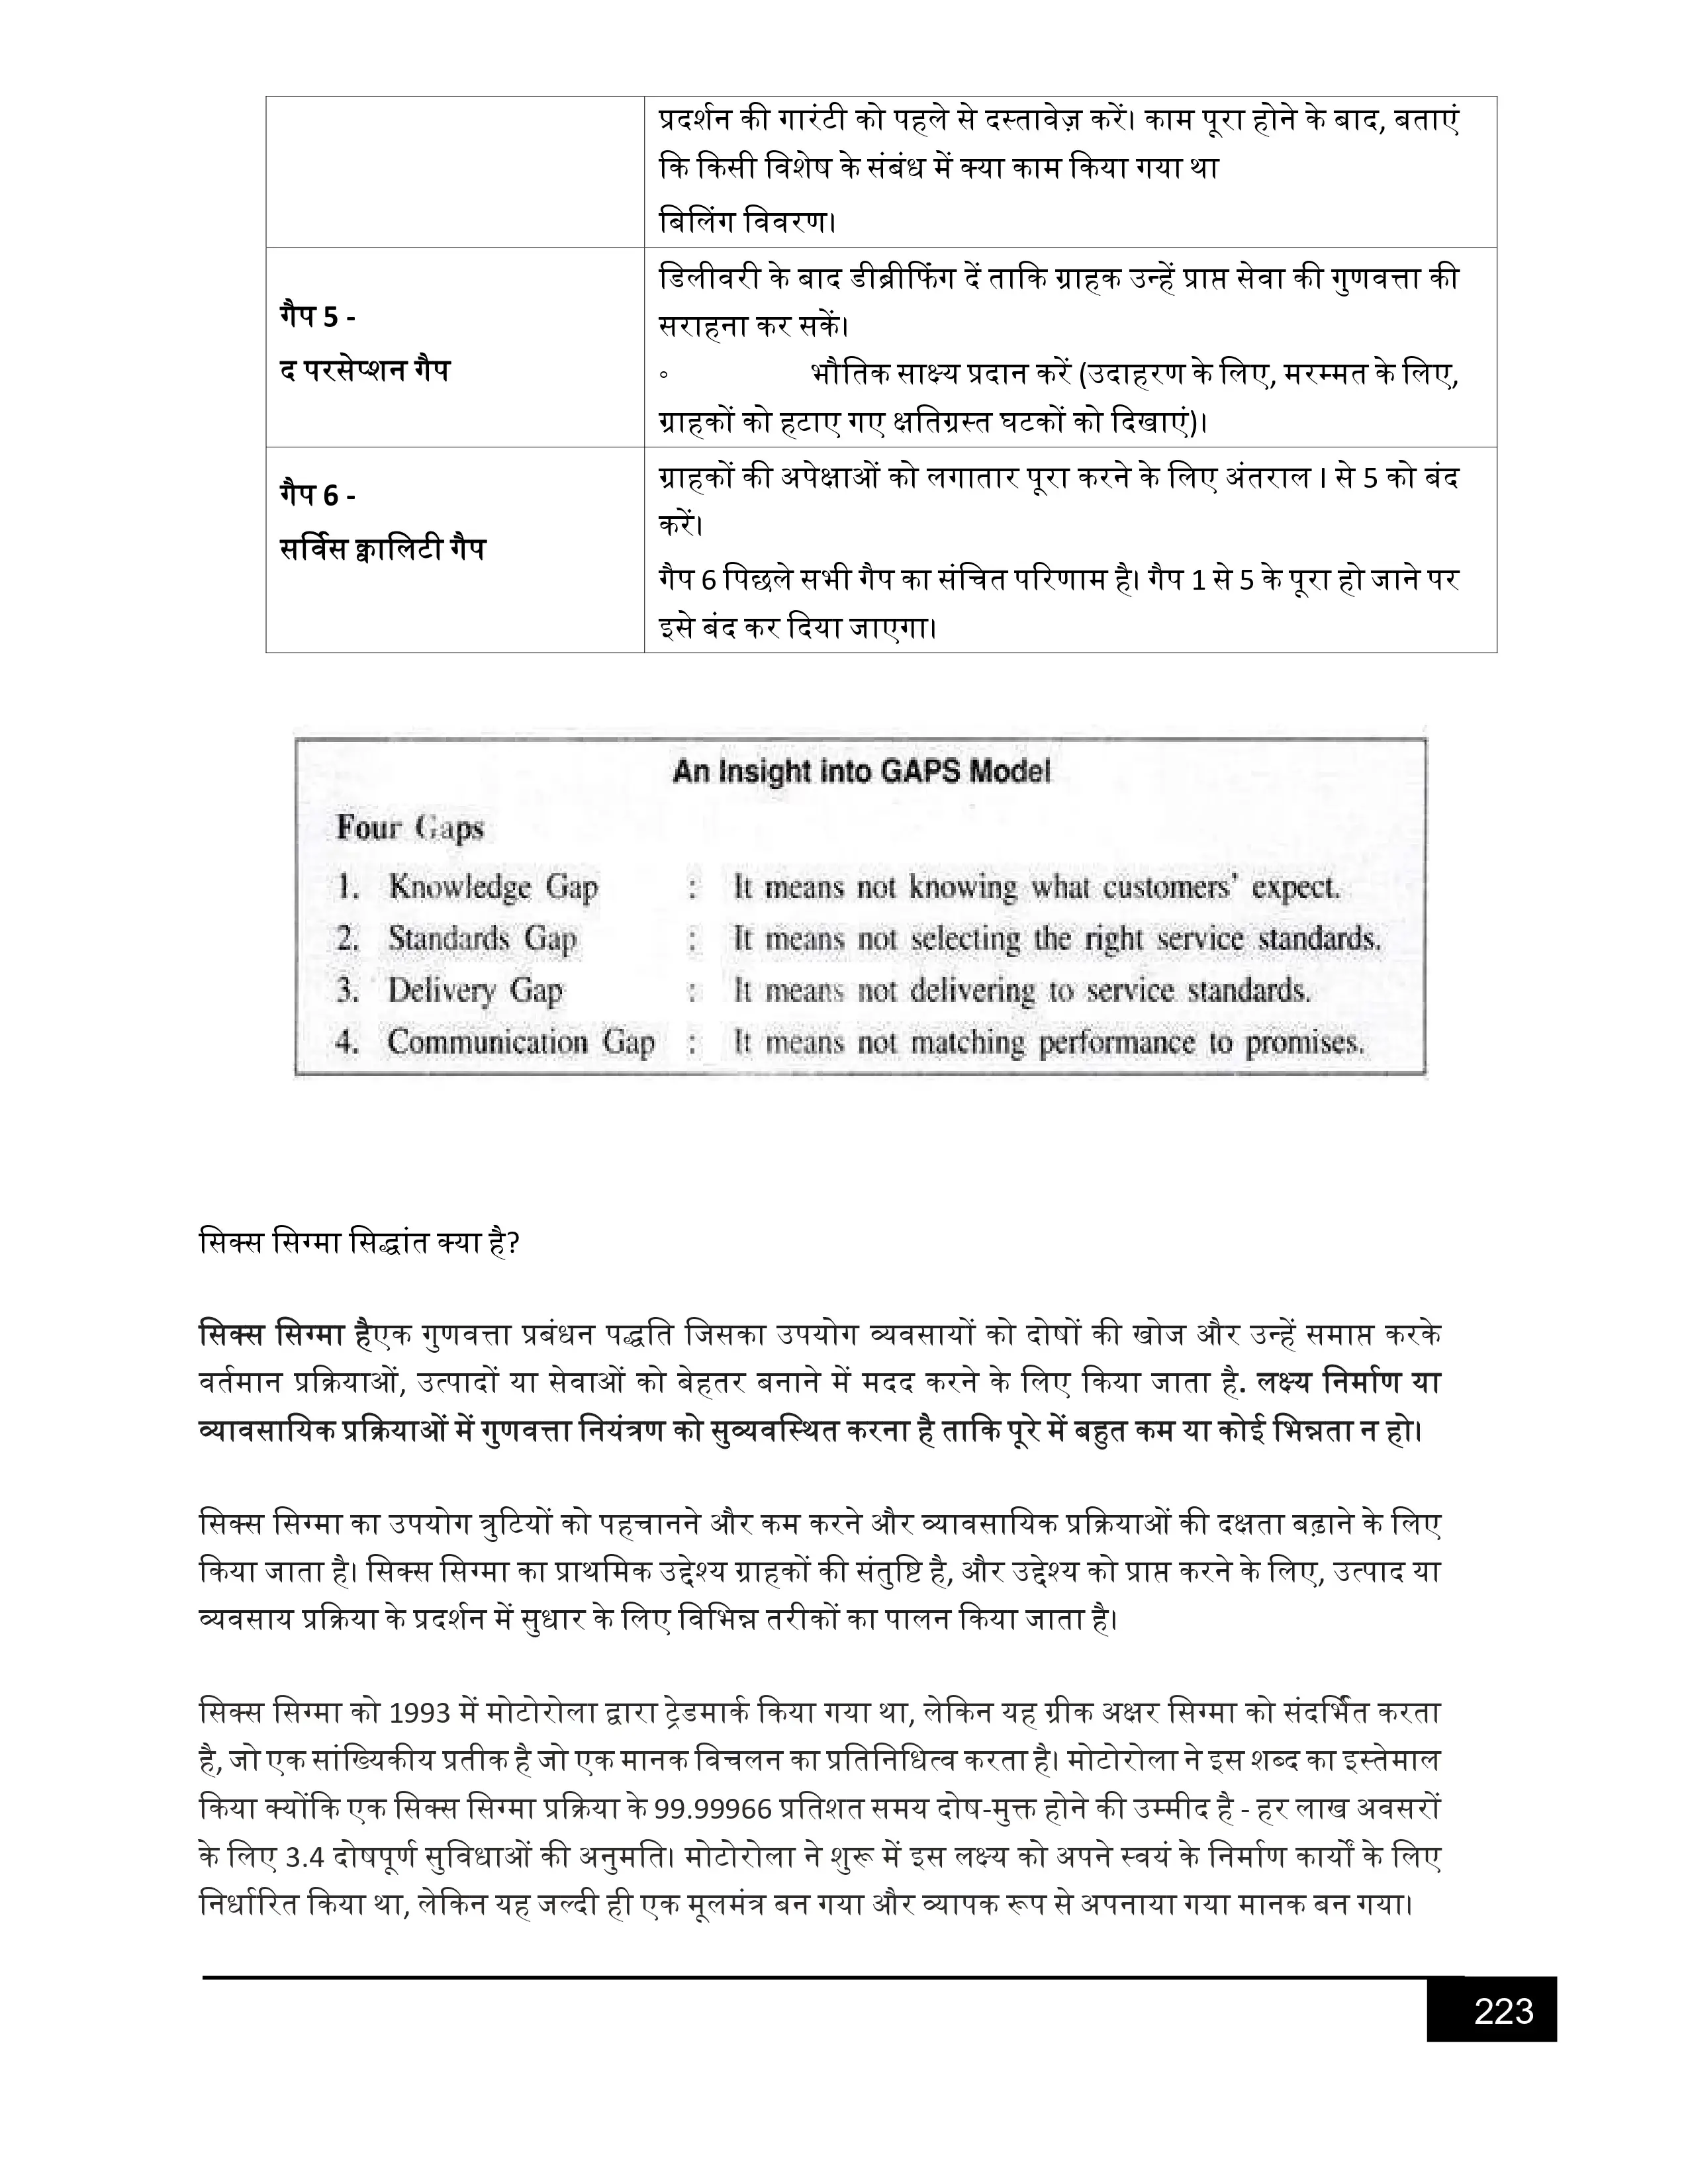 प्रदर्शन की गारंटी को पहले से दस्तावेज़ करें। काम पूरा होने के बाद, बताएं
कि किसी विशेष के संबंध में क्या काम किया गया था
बिलिंग विवरण।
गैप 5 -
द परसेप्शन गैप
डिलीवरी के बाद डीब्रीफिंग दें ताकि ग्राहक उन्हें प्राप्त सेवा की गुणवत्ता की
सराहना कर सकें।
◦ भौतिक साक्ष्य प्रदान करें (उदाहरण के लिए, मरम्मत के लिए,
ग्राहकों को हटाए गए क्षतिग्रस्त घटकों को दिखाएं)।
गैप 6 -
सर्विस क्वालिटी गैप
ग्राहकों की अपेक्षाओं को लगातार पूरा करने के लिए अंतराल I से 5 को बंद
करें।
गैप 6 पिछले सभी गैप का संचित परिणाम है। गैप 1 से 5 के पूरा हो जाने पर
इसे बंद कर दिया जाएगा।
An Insight into GAPS Model
Four Gaps
1. Knowledge Gap : It means not knowing what customers' expect.
2. Standards Gap : It means not selecting the right service standards.
3. Delivery Gap : It means not delivering to service standards.
4. Communication Gap : It means not matching performance to promises.
सिक्स सिग्मा सिद्धांत क्या है?
सिक्स सिग्मा हैएक गुणवत्ता प्रबंधन पद्धति जिसका उपयोग व्यवसायों को दोषों की खोज और उन्हें समाप्त करके
वर्तमान प्रक्रियाओं, उत्पादों या सेवाओं को बेहतर बनाने में मदद करने के लिए किया जाता है. लक्ष्य निर्माण या
व्यावसायिक प्रक्रियाओं में गुणवत्ता नियंत्रण को सुव्यवस्थित करना है ताकि पूरे में बहुत कम या कोई भिन्नता न हो।
सिक्स सिग्मा का उपयोग त्रुटियों को पहचानने और कम करने और व्यावसायिक प्रक्रियाओं की दक्षता बढ़ाने के लिए
किया जाता है। सिक्स सिग्मा का प्राथमिक उद्देश्य ग्राहकों की संतुष्टि है, और उद्देश्य को प्राप्त करने के लिए, उत्पाद या
व्यवसाय प्रक्रिया के प्रदर्शन में सुधार के लिए विभिन्न तरीकों का पालन किया जाता है।
सिक्स सिग्मा को 1993 में मोटोरोला द्वारा ट्रेडमार्क किया गया था, लेकिन यह ग्रीक अक्षर सिग्मा को संदर्भित करता
है, जो एक सांख्यिकीय प्रतीक है जो एक मानक विचलन का प्रतिनिधित्व करता है। मोटोरोला ने इस शब्द का इस्तेमाल
किया क्योंकि एक सिक्स सिग्मा प्रक्रिया के 99.99966 प्रतिशत समय दोष-मुक्त होने की उम्मीद है - हर लाख अवसरों
के लिए 3.4 दोषपूर्ण सुविधाओं की अनुमति। मोटोरोला ने शुरू में इस लक्ष्य को अपने स्वयं के निर्माण कार्यों के लिए
निर्धारित किया था, लेकिन यह जल्दी ही एक मूलमंत्र बन गया और व्यापक रूप से अपनाया गया मानक बन गया।
223